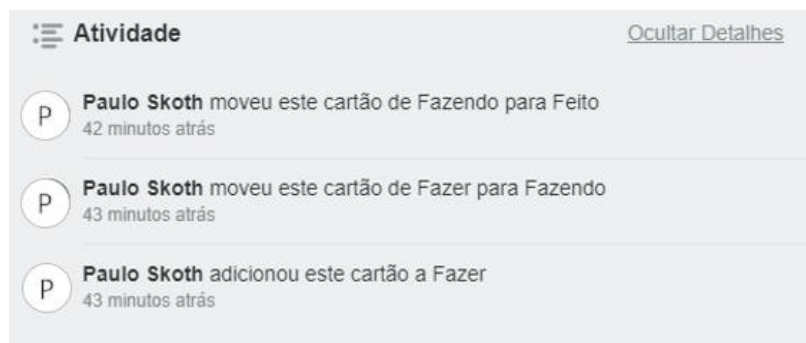 Atividade Ocultar Detalhes
P Paulo Skoth moveu este cartão de Fazendo para Feito
42 minutos atrás
P Paulo Skoth moveu este cartão de Fazer para Fazendo
43 minutos atrás
P Paulo Skoth adicionou este cartão a Fazer
43 minutos atrás